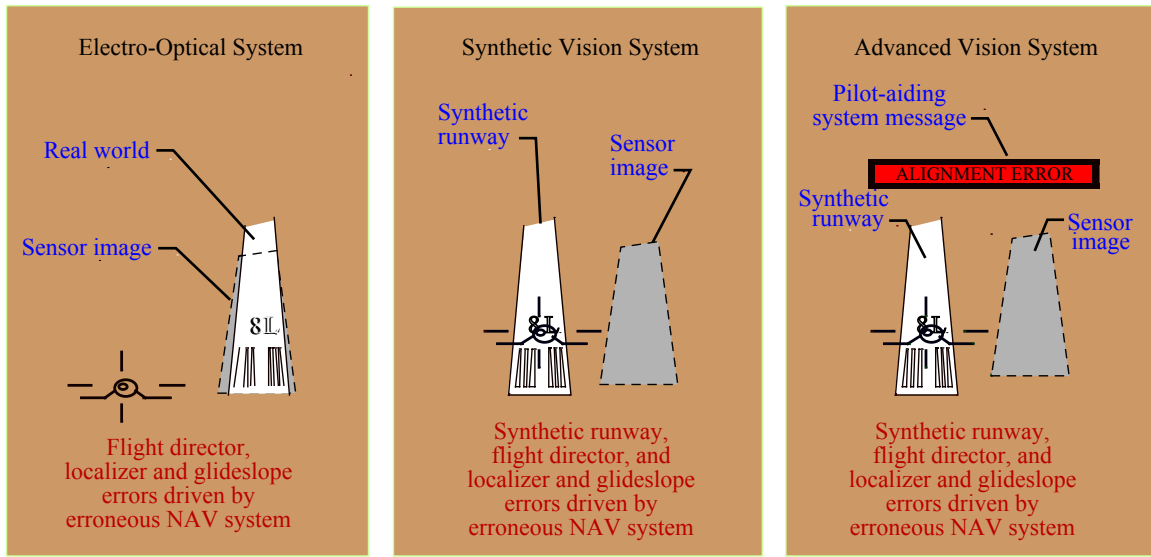 Electro-Optical System
Real world
Sensor image
8L
Flight director,
localizer and glideslope
errors driven by
erroneous NAV system
Synthetic Vision System
Synthetic
runway
Sensor
image
8L
Synthetic runway,
flight director, and
localizer and glideslope
errors driven by
erroneous NAV system
Advanced Vision System
Pilot-aiding
system message
ALIGNMENT ERROR
Synthetic
runway
Sensor
image
8L
Synthetic runway,
flight director, and
localizer and glideslope
errors driven by
erroneous NAV system